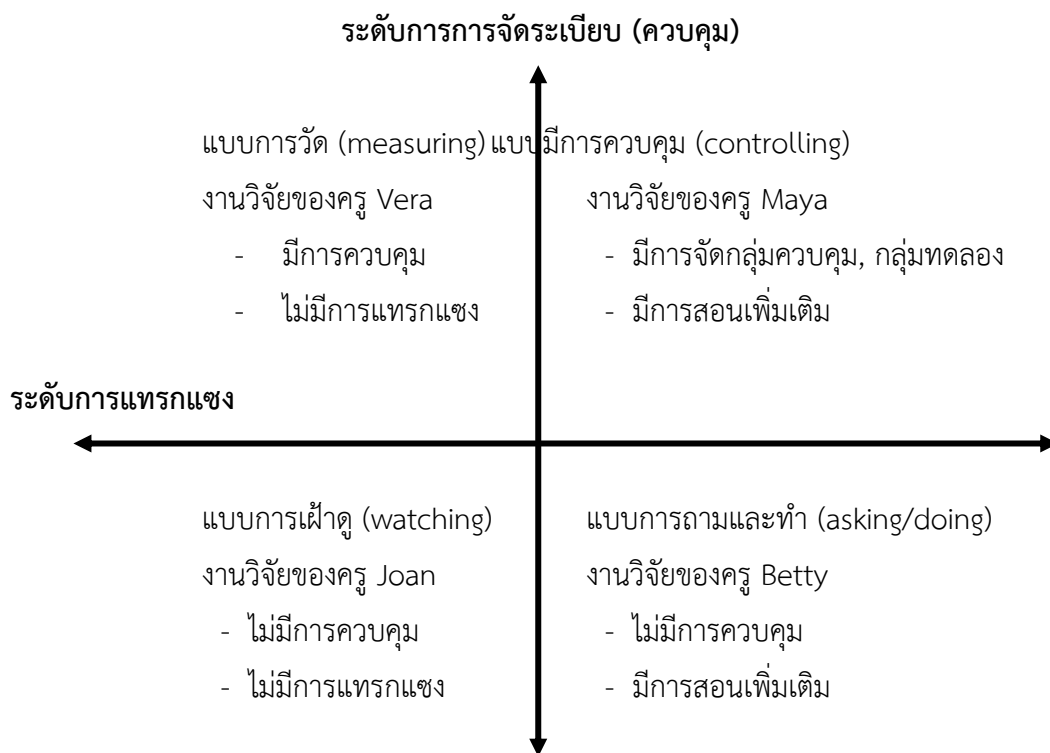 ระดับการการจัดระเบียบ (ควบคุม)
แบบการวัด (measuring) แบบมีการควบคุม (controlling)
งานวิจัยของครู Vera งานวิจัยของครู Maya
- มีการควบคุม - มีการจัดกลุ่มควบคุม, กลุ่มทดลอง
- ไม่มีการแทรกแซง - มีการสอนเพิ่มเติม
ระดับการแทรกแซง
แบบการเฝ้าดู (watching) แบบการถามและทำ (asking/doing)
งานวิจัยของครู Joan งานวิจัยของครู Betty
- ไม่มีการควบคุม - ไม่มีการควบคุม
- ไม่มีการแทรกแซง - มีการสอนเพิ่มเติม